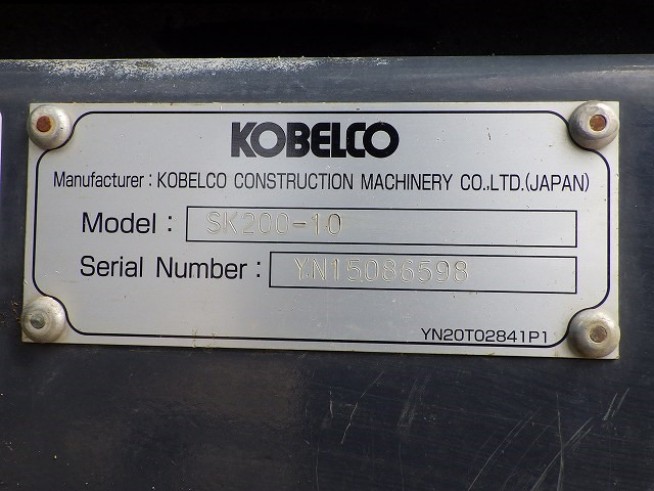 KOBELCO
Manufacturer : KOBELCO CONSTRUCTION MACHINERY CO.,LTD.(JAPAN)
Model : SK200-10
Serial Number : YN15086598
YN20T02841P1